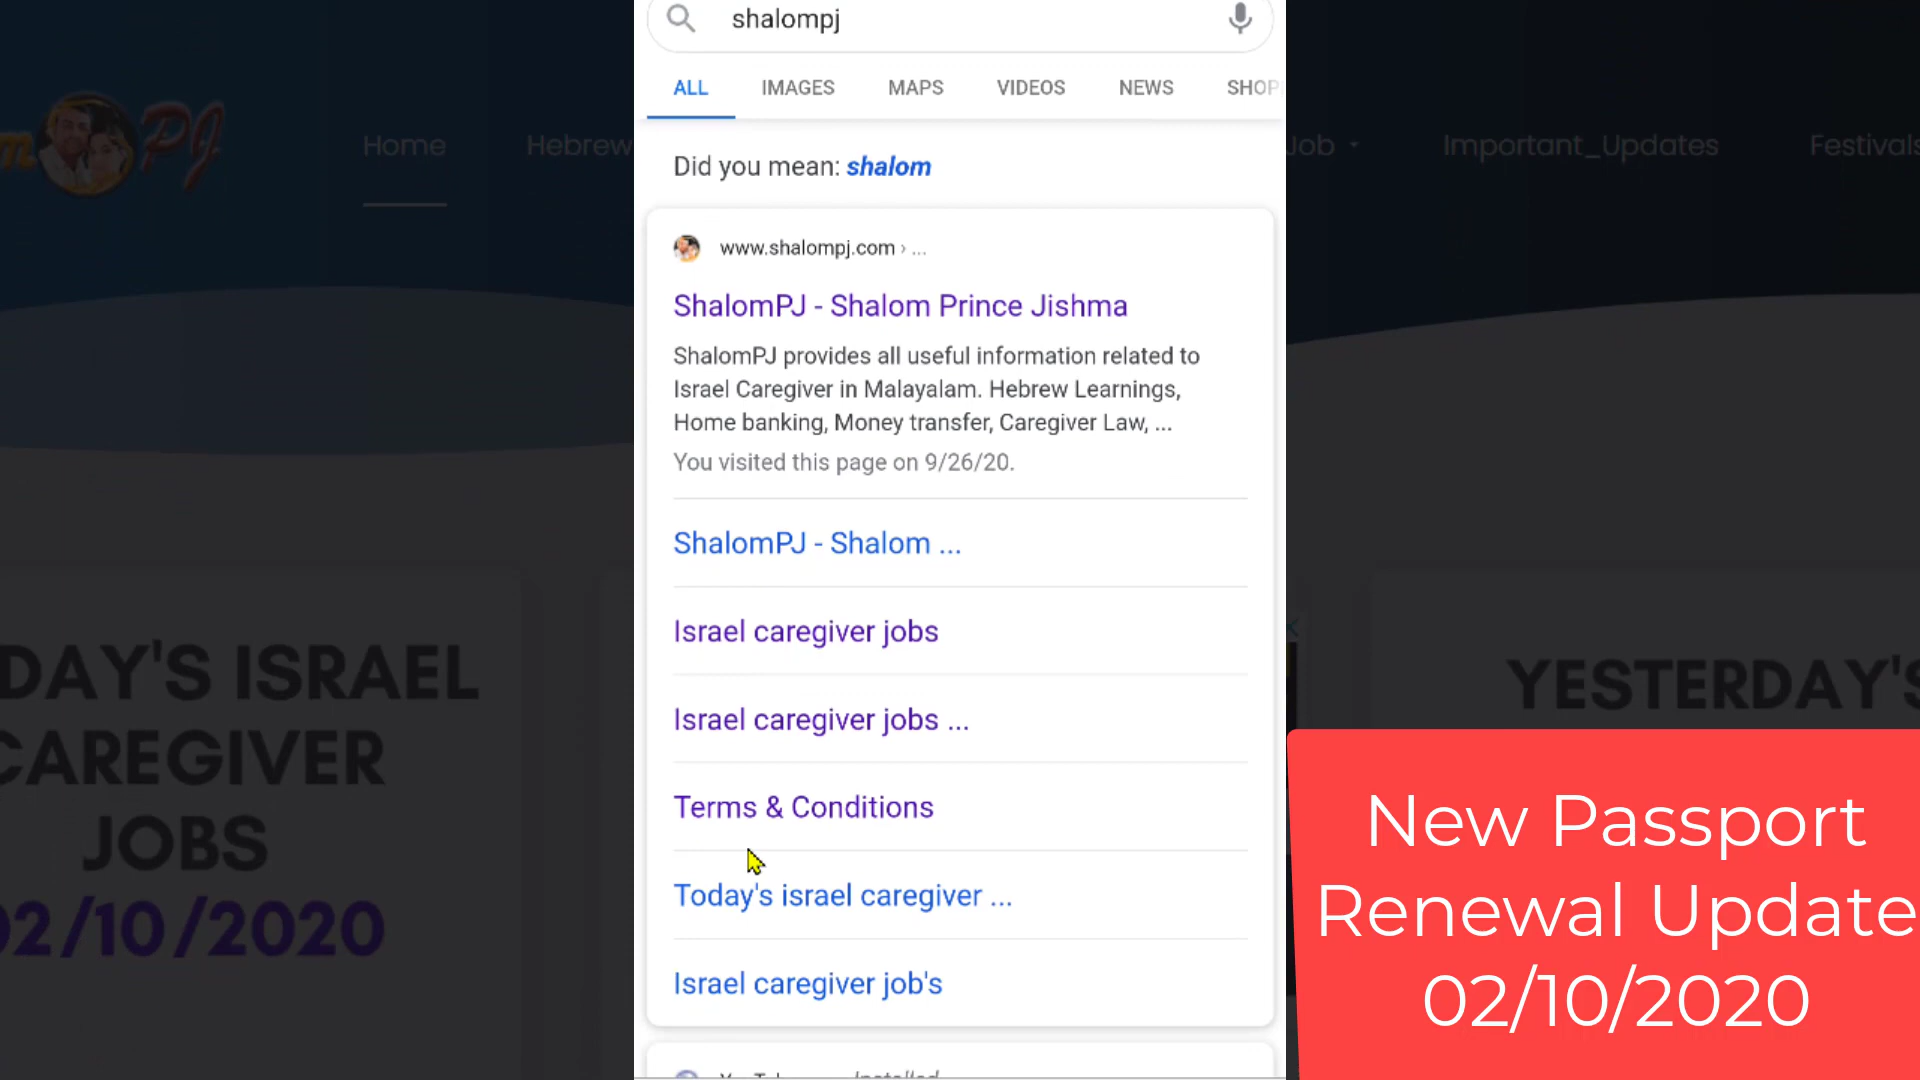 shalompj
ALL IMAGES MAPS VIDEOS NEWS SHOP
Did you mean: shalom
www.shalompj.com › ...
ShalomPJ - Shalom Prince Jishma
ShalomPJ provides all useful information related to
Israel Caregiver in Malayalam. Hebrew Learnings,
Home banking, Money transfer, Caregiver Law, ...
You visited this page on 9/26/20.
ShalomPJ - Shalom ...
Israel caregiver jobs
Israel caregiver jobs ...
Terms & Conditions
Today's israel caregiver ...
Israel caregiver job's
m PJ
Home
Hebrew
Job
Important_Updates
Festivals
DAY'S ISRAEL
CAREGIVER
JOBS
02/10/2020
YESTERDAY'S
New Passport
Renewal Update
02/10/2020